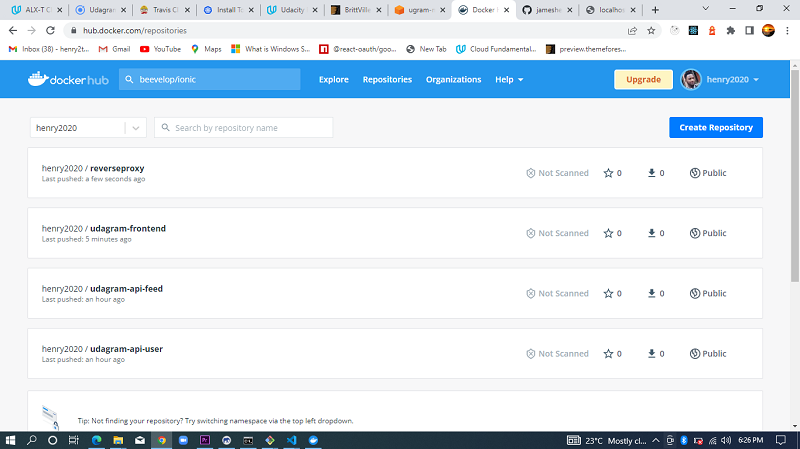 ALX-T C
Udagram
Travis Ci
Install Tr
Udacity
BrittVille
ugram-m
Docker H
jamesha
localhos
hub.docker.com/repositories
Inbox (38) - henry2t...
Gmail
YouTube
Maps
What is Windows S...
@react-oauth/goo...
New Tab
Cloud Fundamental...
preview.themefores...
dockerhub
beevelop/ionic
Explore
Repositories
Organizations
Help
Upgrade
henry2020
henry2020
Search by repository name
Create Repository
henry2020 / reverseproxy
Last pushed: a few seconds ago
Not Scanned
0
0
Public
henry2020 / udagram-frontend
Last pushed: 5 minutes ago
Not Scanned
0
0
Public
henry2020 / udagram-api-feed
Last pushed: an hour ago
Not Scanned
0
0
Public
henry2020 / udagram-api-user
Last pushed: an hour ago
Not Scanned
0
0
Public
Tip: Not finding your repository? Try switching namespace via the top left dropdown.
23°C Mostly cl...
6:26 PM